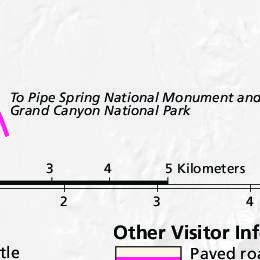 To Pipe Spring National Monument and
Grand Canyon National Park
3 4 5 Kilometers
2 3 4
Other Visitor Inf
tle Paved roa